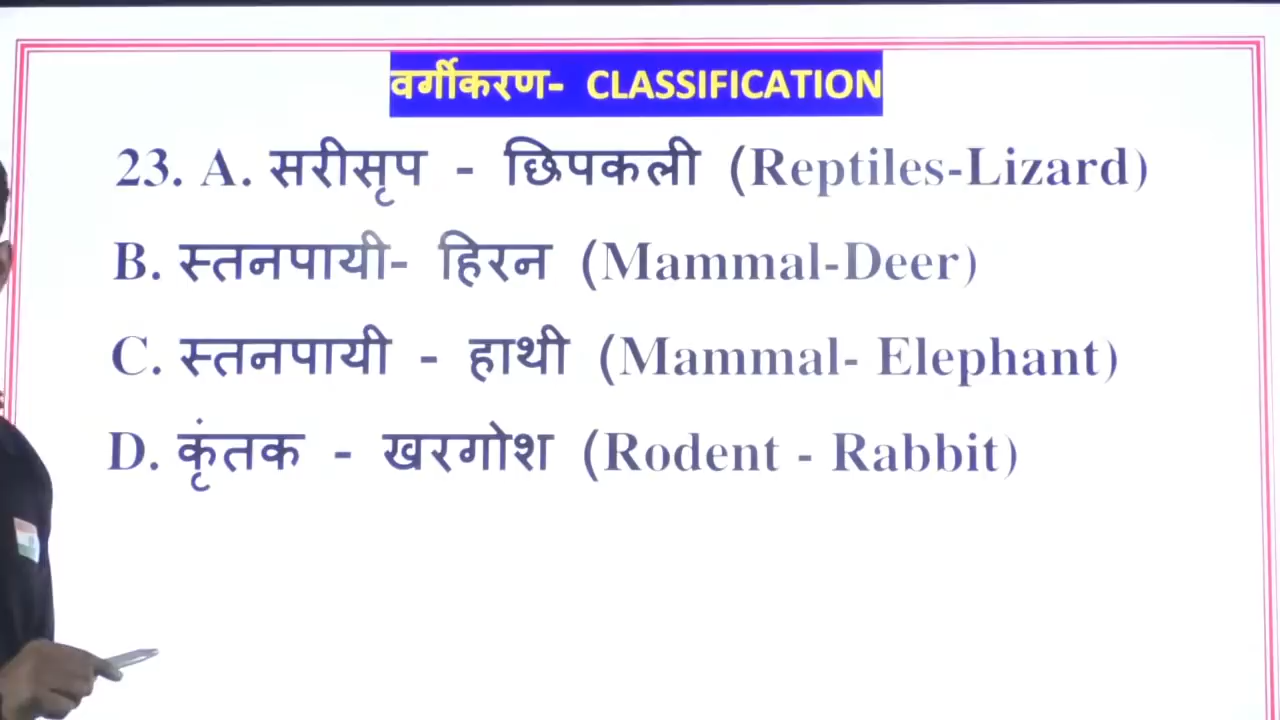 वर्गीकरण- CLASSIFICATION
23. A. सरीसृप - छिपकली (Reptiles-Lizard)
B. स्तनपायी- हिरन (Mammal-Deer)
C. स्तनपायी - हाथी (Mammal- Elephant)
D. कृंतक - खरगोश (Rodent - Rabbit)